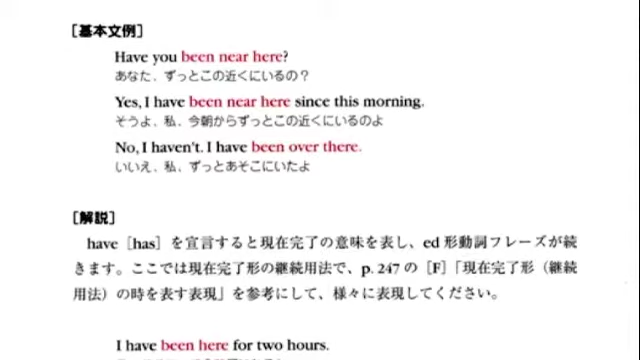 ［基本文例］
Have you been near here?
あなた、ずっとこの近くにいるの？
Yes, I have been near here since this morning.
そうよ、私、今朝からずっとこの近くにいるのよ
No, I haven't. I have been over there.
いいえ、私、ずっとあそこにいたよ
［解説］
have［has］を宣言すると現在完了の意味を表し、ed 形動詞フレーズが続
きます。ここでは現在完了形の継続用法で、p. 247 の［F］「現在完了形（継続
用法）の時を表す表現」を参考にして、様々に表現してください。
I have been here for two hours.